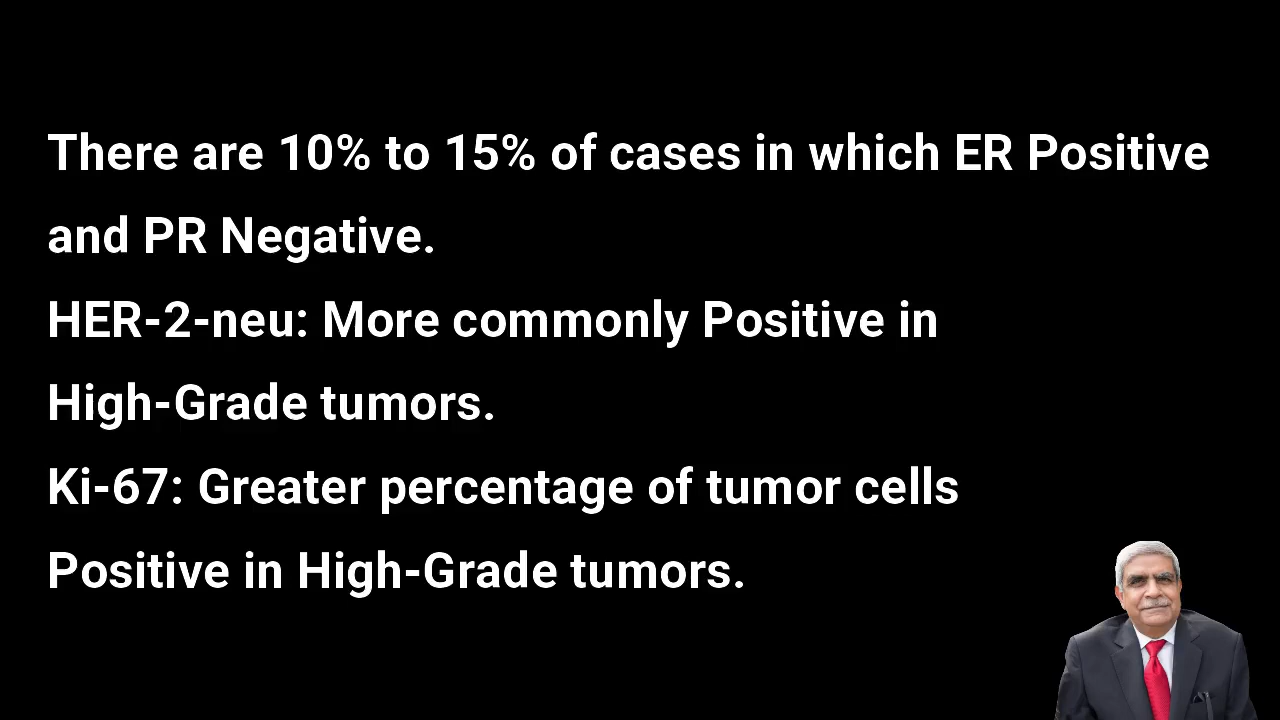 There are 10% to 15% of cases in which ER Positive
and PR Negative.
HER-2-neu: More commonly Positive in
High-Grade tumors.
Ki-67: Greater percentage of tumor cells
Positive in High-Grade tumors.